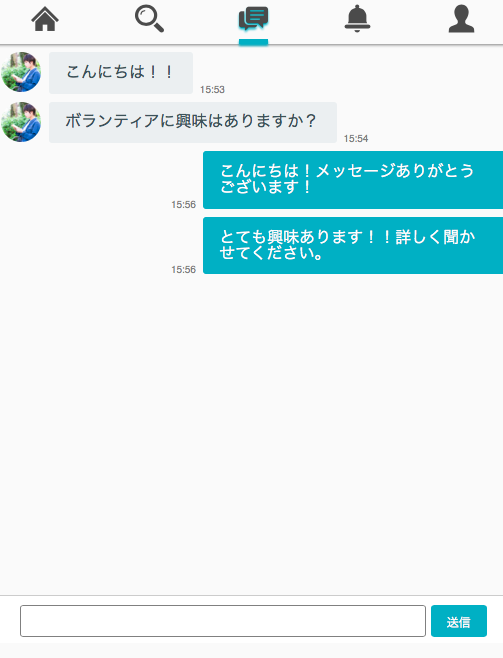 こんにちは！！
15:53
ボランティアに興味はありますか？
15:54
こんにちは！メッセージありがとう
ございます！
15:56
とても興味あります！！詳しく聞か
せてください。
15:56
送信